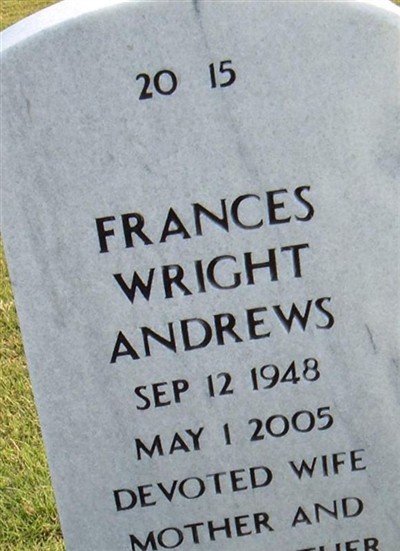 20 15
FRANCES
WRIGHT
ANDREWS
SEP 12 1948
MAY 1 2005
DEVOTED WIFE
MOTHER AND